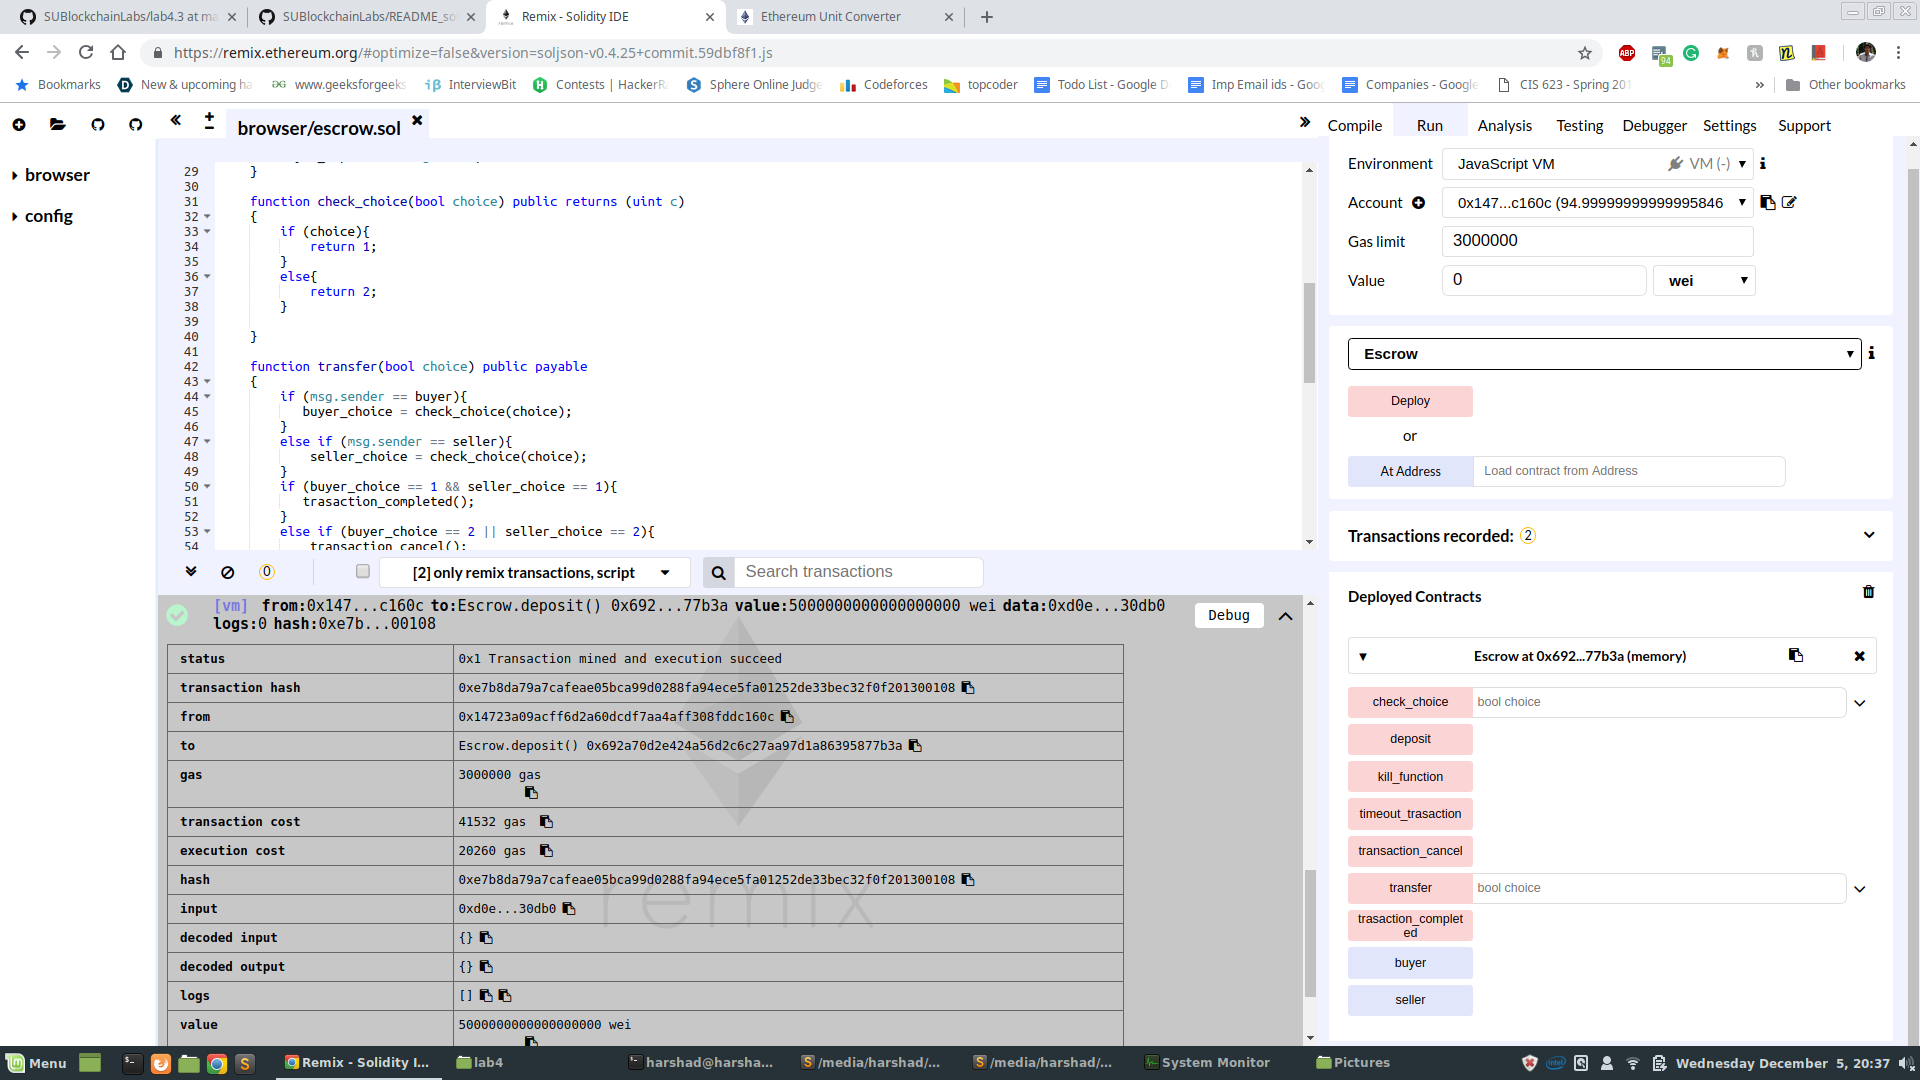 SUBlockchainLabs/lab4.3 at ma
SUBlockchainLabs/README_so
Remix - Solidity IDE
Ethereum Unit Converter
https://remix.ethereum.org/#optimize=false&version=soljson-v0.4.25+commit.59dbf8f1.js
ABP
94
Bookmarks
New & upcoming ha
www.geeksforgeeks
InterviewBit
Contests | HackerR
Sphere Online Judge
Codeforces
topcoder
Todo List - Google D
Imp Email ids - Goo
Companies - Google
CIS 623 - Spring 201
Other bookmarks
browser/escrow.sol
browser
config
29 }
30
31 function check_choice(bool choice) public returns (uint c)
32 {
33 if (choice){
34 return 1;
35 }
36 else{
37 return 2;
38 }
39
40 }
41
42 function transfer(bool choice) public payable
43 {
44 if (msg.sender == buyer){
45 buyer_choice = check_choice(choice);
46 }
47 else if (msg.sender == seller){
48 seller_choice = check_choice(choice);
49 }
50 if (buyer_choice == 1 && seller_choice == 1){
51 trasaction_completed();
52 }
53 else if (buyer_choice == 2 || seller_choice == 2){
54 transaction_cancel();
0
[2] only remix transactions, script
Search transactions
[vm] from:0x147...c160c to:Escrow.deposit() 0x692...77b3a value:5000000000000000000 wei data:0xd0e...30db0
logs:0 hash:0xe7b...00108
Debug
status 0x1 Transaction mined and execution succeed
transaction hash 0xe7b8da79a7cafeae05bca99d0288fa94ece5fa01252de33bec32f0f201300108
from 0x14723a09acff6d2a60dcdf7aa4aff308fddc160c
to Escrow.deposit() 0x692a70d2e424a56d2c6c27aa97d1a86395877b3a
gas 3000000 gas
transaction cost 41532 gas
execution cost 20260 gas
hash 0xe7b8da79a7cafeae05bca99d0288fa94ece5fa01252de33bec32f0f201300108
input 0xd0e...30db0
decoded input {}
decoded output {}
logs []
value 5000000000000000000 wei
remix
Compile
Run
Analysis
Testing
Debugger
Settings
Support
Environment JavaScript VM VM (-)
Account 0x147...c160c (94.99999999999995846
Gas limit 3000000
Value 0 wei
Escrow
Deploy
or
At Address Load contract from Address
Transactions recorded: 2
Deployed Contracts
Escrow at 0x692...77b3a (memory)
check_choice bool choice
deposit
kill_function
timeout_trasaction
transaction_cancel
transfer bool choice
trasaction_complet
ed
buyer
seller
Menu
Remix - Solidity I...
lab4
harshad@harsha...
/media/harshad/...
/media/harshad/...
System Monitor
Pictures
Wednesday December 5, 20:37